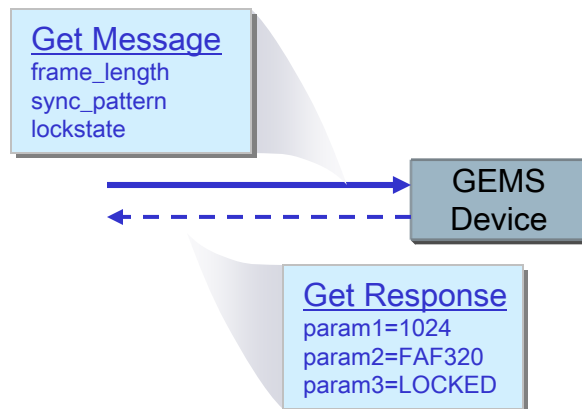 Get Message
frame_length
sync_pattern
lockstate
GEMS
Device
Get Response
param1=1024
param2=FAF320
param3=LOCKED